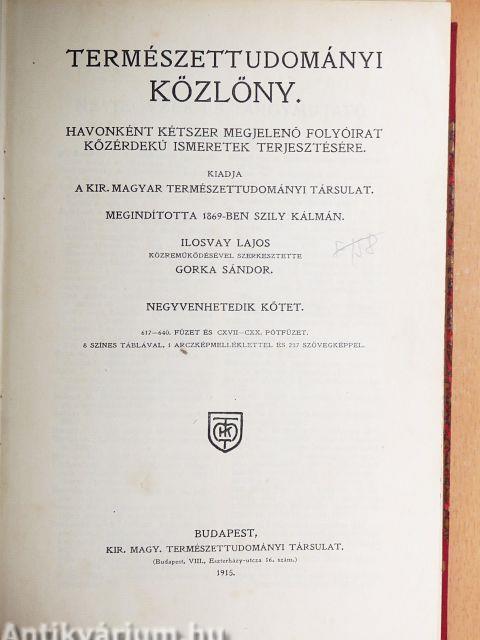 TERMÉSZETTUDOMÁNYI
KÖZLÖNY.
HAVONKÉNT KÉTSZER MEGJELENŐ FOLYÓIRAT
KÖZÉRDEKŰ ISMERETEK TERJESZTÉSÉRE.
KIADJA
A KIR. MAGYAR TERMÉSZETTUDOMÁNYI TÁRSULAT.
MEGINDÍTOTTA 1869-BEN SZILY KÁLMÁN.
ILOSVAY LAJOS
KÖZREMŰKÖDÉSÉVEL SZERKESZTETTE
GORKA SÁNDOR.
8/58
NEGYVENHETEDIK KÖTET.
617—640. FÜZET ÉS CXVII—CXX. PÓTFÜZET.
8 SZÍNES TÁBLÁVAL, 1 ARCZKÉPMELLÉKLETTEL ÉS 237 SZÖVEGKÉPPEL.
BUDAPEST,
KIR. MAGY. TERMÉSZETTUDOMÁNYI TÁRSULAT.
(Budapest, VIII., Eszterházy-utcza 16. szám.)
1915.
Antikvárium.hu